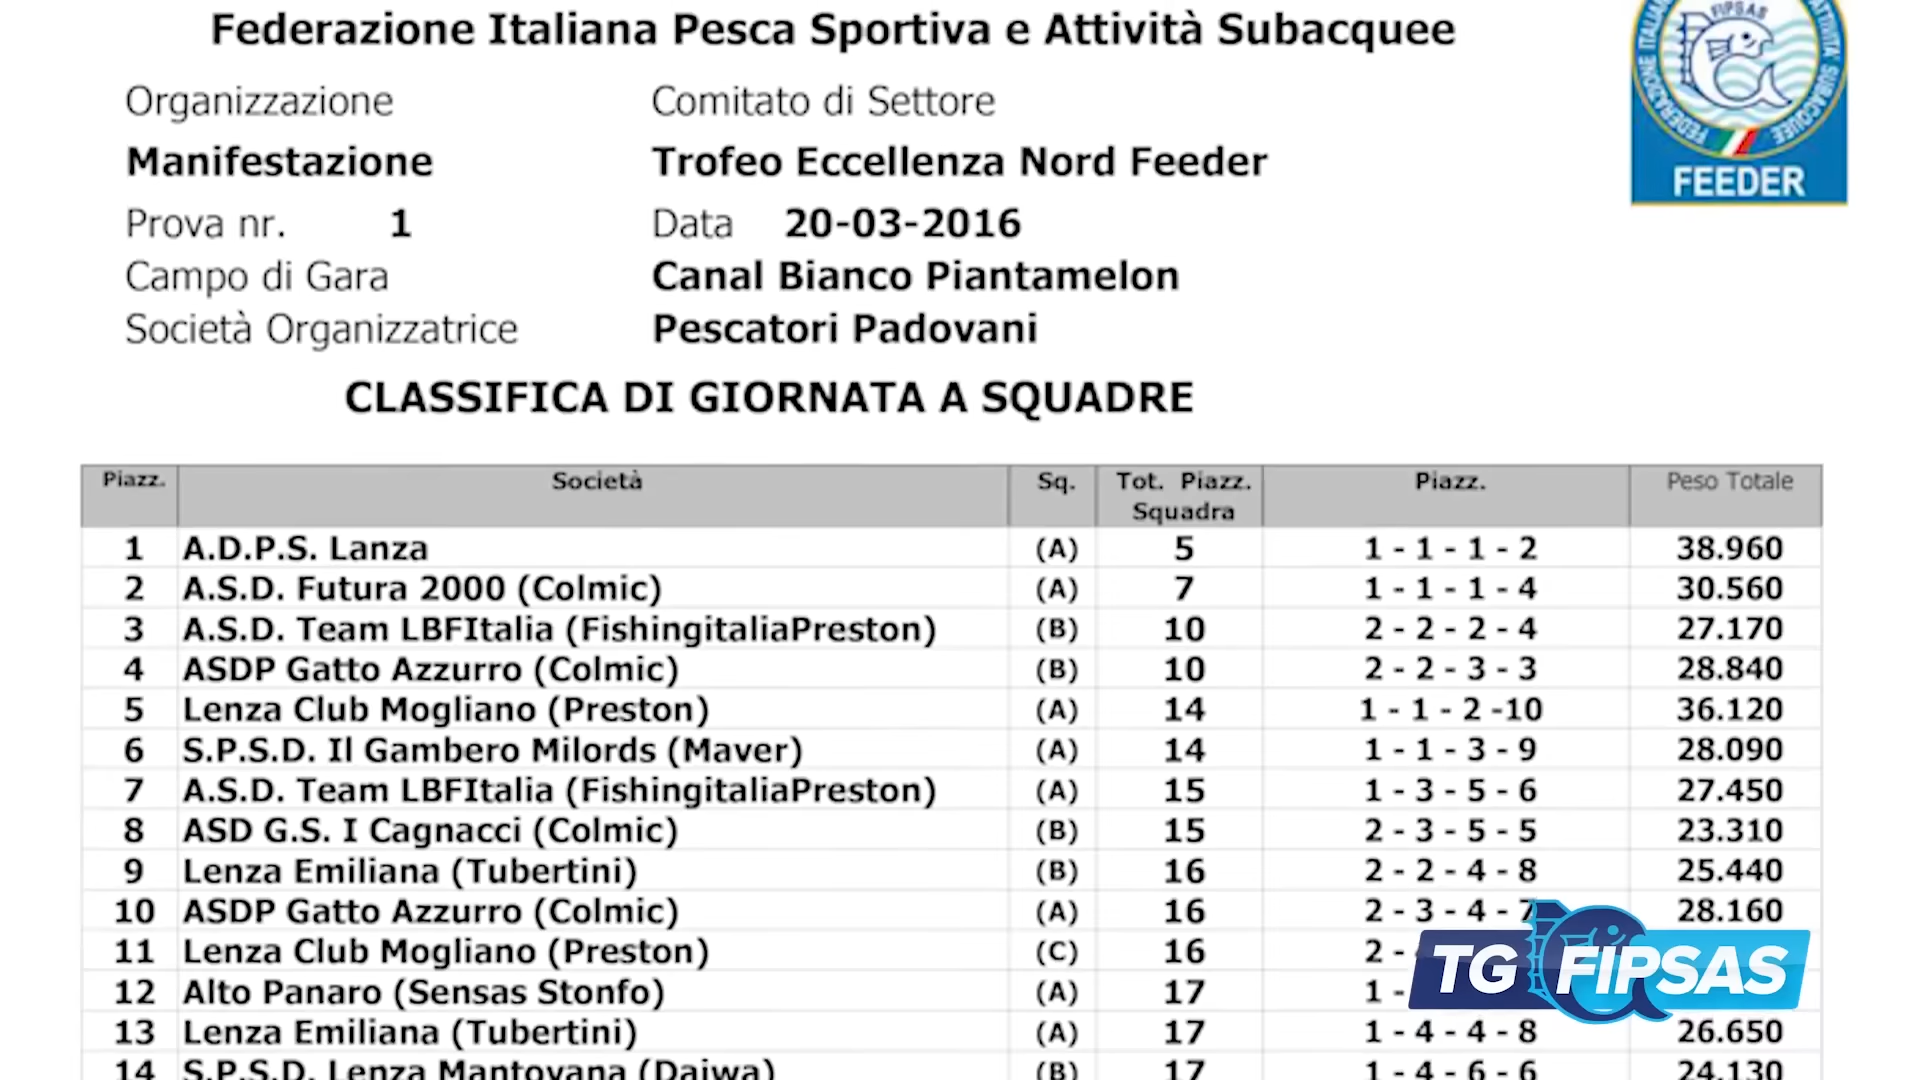 Federazione Italiana Pesca Sportiva e Attività Subacquee
FIPSAS
FEEDER
Organizzazione Comitato di Settore
Manifestazione Trofeo Eccellenza Nord Feeder
Prova nr. 1 Data 20-03-2016
Campo di Gara Canal Bianco Piantamelon
Società Organizzatrice Pescatori Padovani
CLASSIFICA DI GIORNATA A SQUADRE
Piazz. Società Sq. Tot. Piazz. Squadra Piazz. Peso Totale
1 A.D.P.S. Lanza (A) 5 1 - 1 - 1 - 2 38.960
2 A.S.D. Futura 2000 (Colmic) (A) 7 1 - 1 - 1 - 4 30.560
3 A.S.D. Team LBFItalia (FishingitaliaPreston) (B) 10 2 - 2 - 2 - 4 27.170
4 ASDP Gatto Azzurro (Colmic) (B) 10 2 - 2 - 3 - 3 28.840
5 Lenza Club Mogliano (Preston) (A) 14 1 - 1 - 2 -10 36.120
6 S.P.S.D. Il Gambero Milords (Maver) (A) 14 1 - 1 - 3 - 9 28.090
7 A.S.D. Team LBFItalia (FishingitaliaPreston) (A) 15 1 - 3 - 5 - 6 27.450
8 ASD G.S. I Cagnacci (Colmic) (B) 15 2 - 3 - 5 - 5 23.310
9 Lenza Emiliana (Tubertini) (B) 16 2 - 2 - 4 - 8 25.440
10 ASDP Gatto Azzurro (Colmic) (A) 16 2 - 3 - 4 - 7 28.160
11 Lenza Club Mogliano (Preston) (C) 16 2 -
12 Alto Panaro (Sensas Stonfo) (A) 17 1 -
TG FIPSAS
13 Lenza Emiliana (Tubertini) (A) 17 1 - 4 - 4 - 8 26.650
14 S.P.S.D. Lenza Mantovana (Daiwa) (B) 17 1 - 4 - 6 - 6 24.130